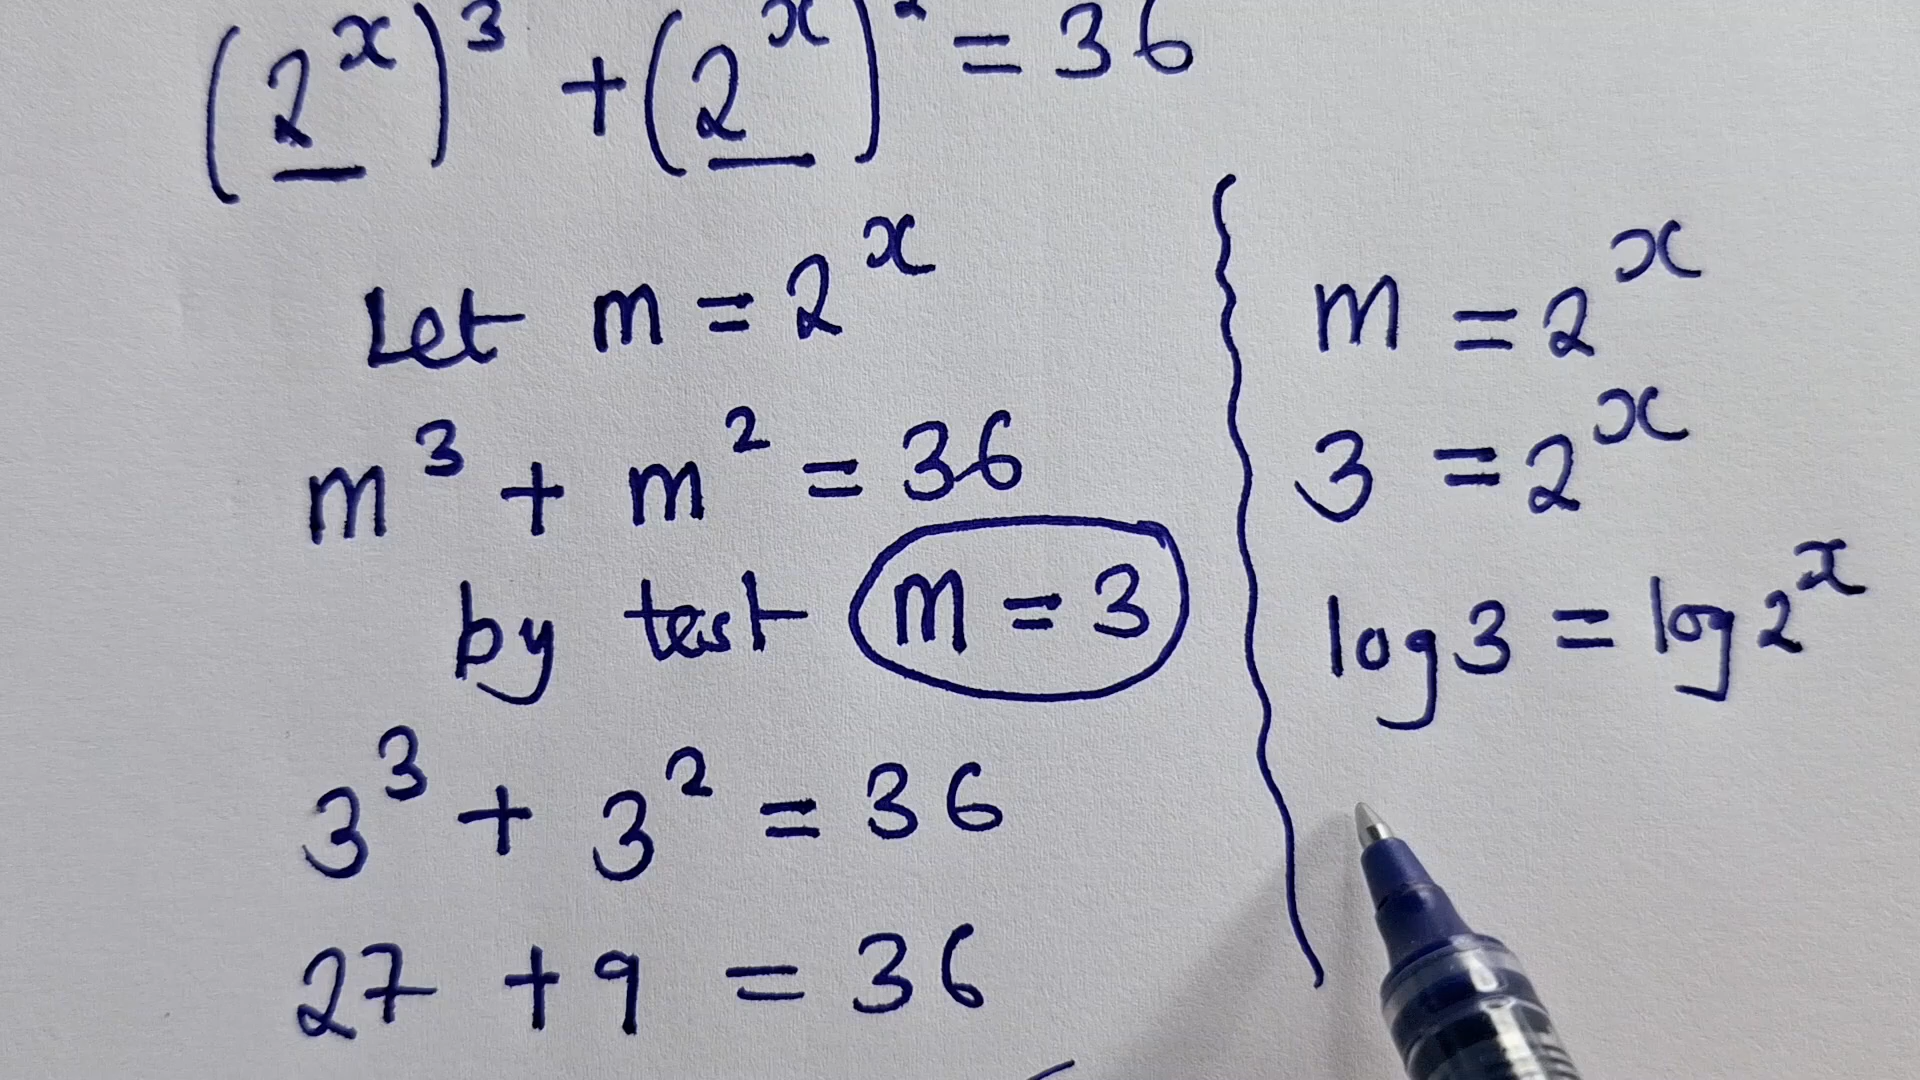 (2^x)^3 + (2^x)^2 = 36
Let m = 2^x
m^3 + m^2 = 36
by test m = 3
3^3 + 3^2 = 36
27 + 9 = 36
m = 2^x
3 = 2^x
log 3 = log 2^x